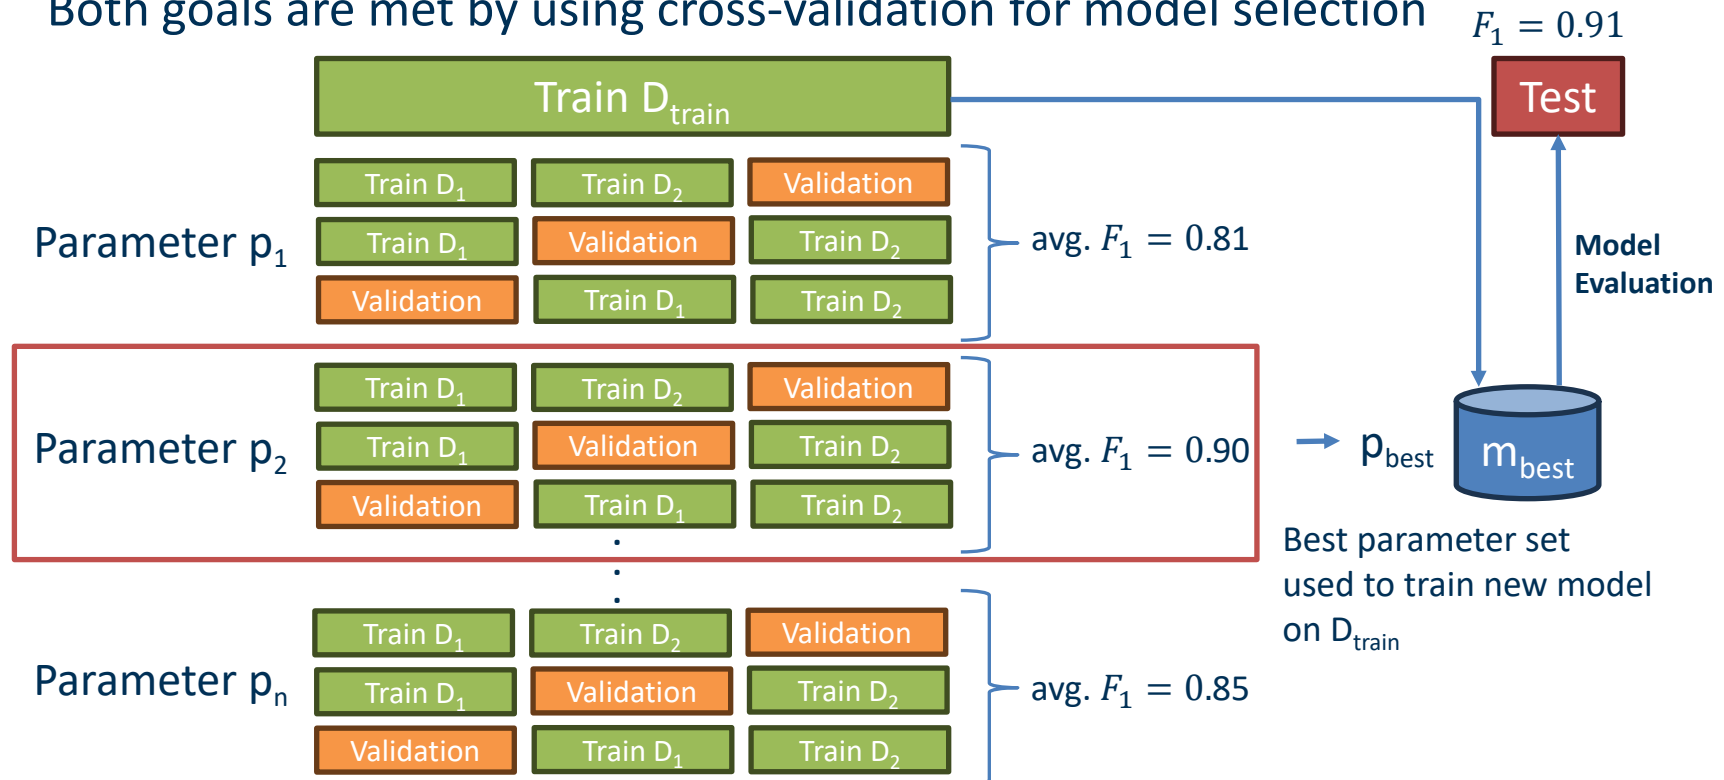 Both goals are met by using cross-validation for model selection
F₁ = 0.91
Train D_train
Test
Parameter p₁
Train D₁ Train D₂ Validation
Train D₁ Validation Train D₂
Validation Train D₁ Train D₂
avg. F₁ = 0.81
Model
Evaluation
Parameter p₂
Train D₁ Train D₂ Validation
Train D₁ Validation Train D₂
Validation Train D₁ Train D₂
avg. F₁ = 0.90
p_best
m_best
Best parameter set
used to train new model
on D_train
.
.
.
Parameter pₙ
Train D₁ Train D₂ Validation
Train D₁ Validation Train D₂
Validation Train D₁ Train D₂
avg. F₁ = 0.85